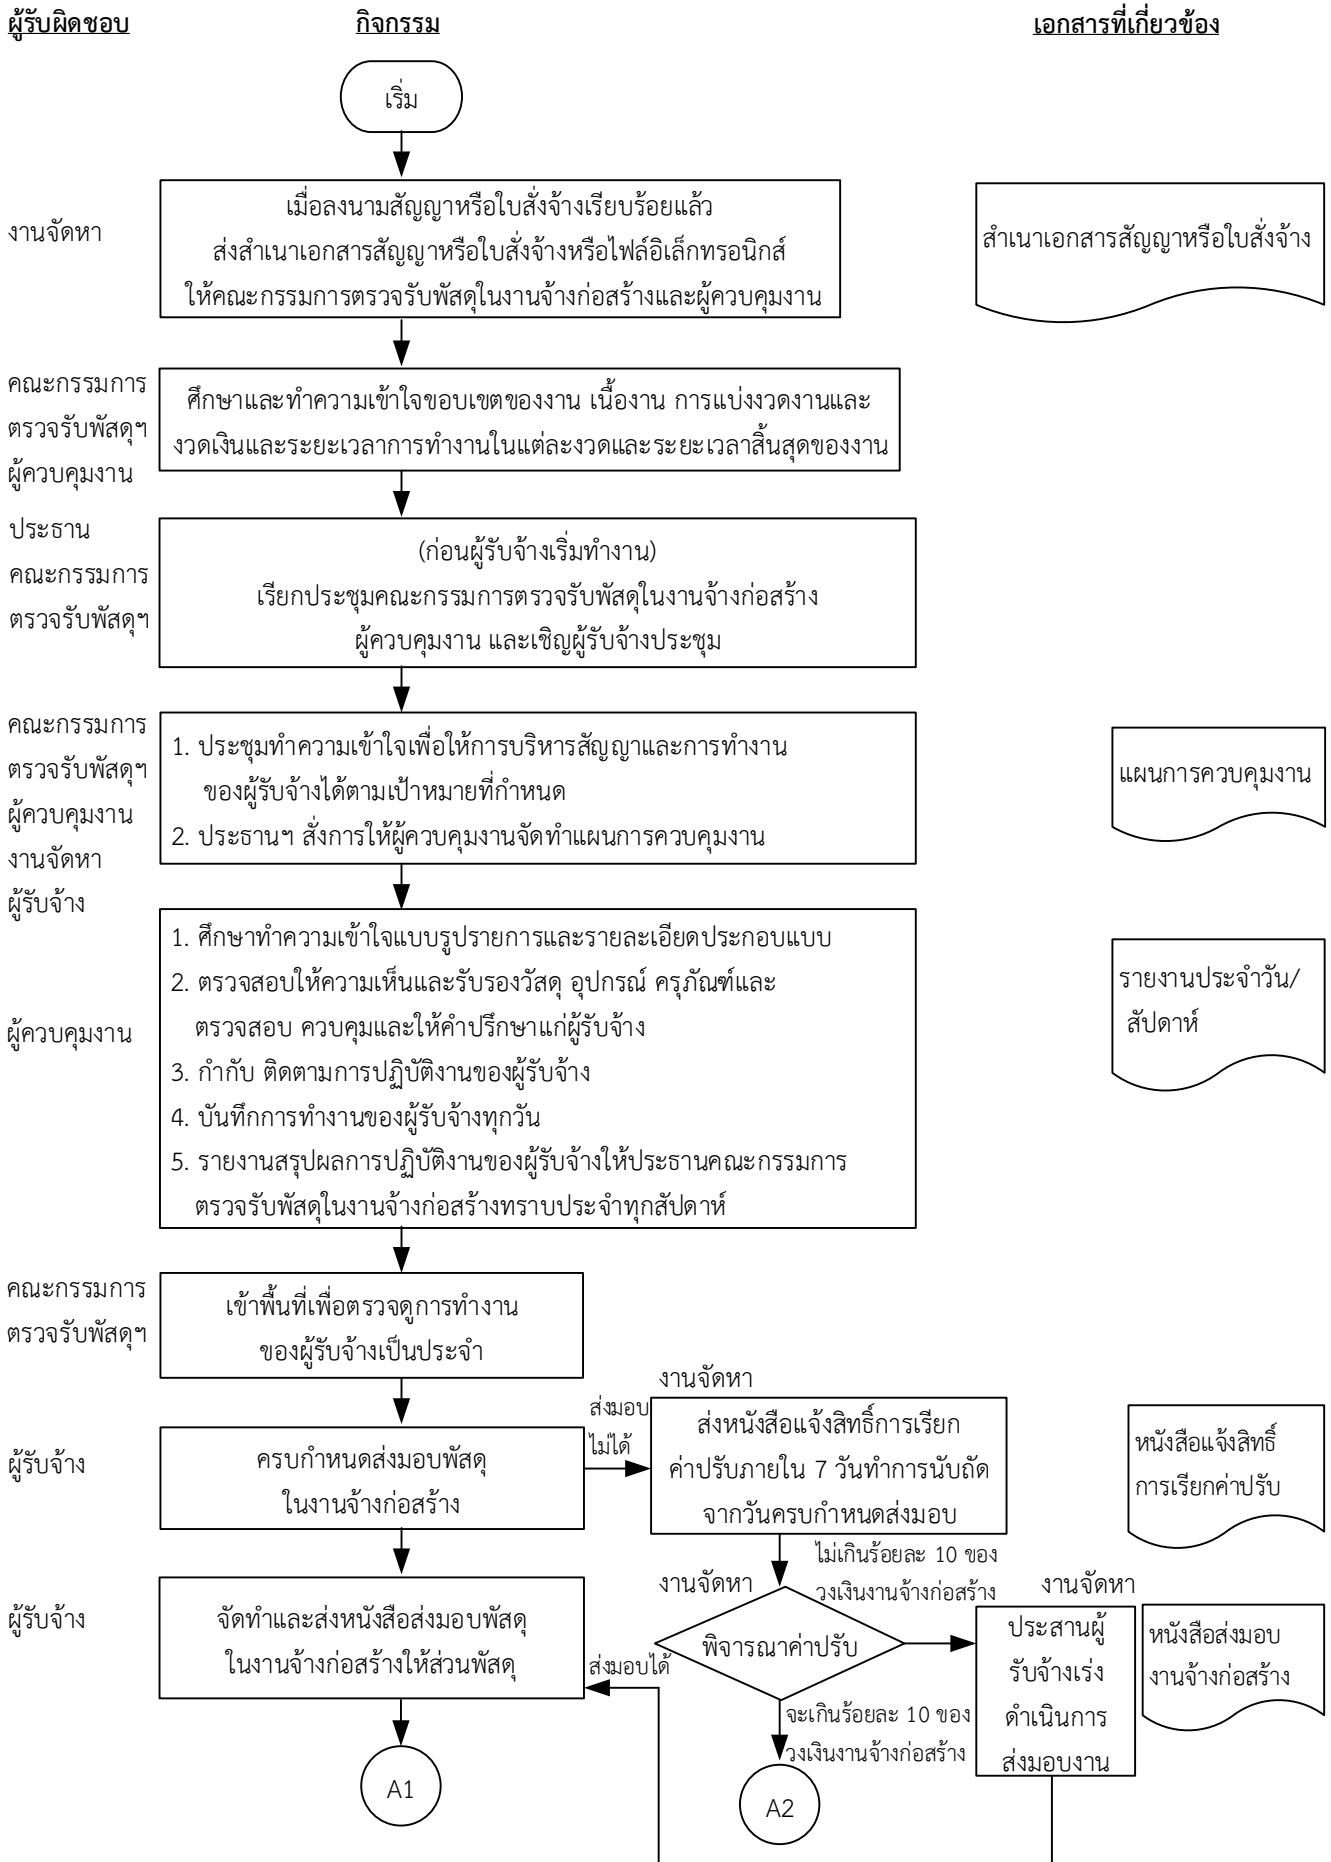 ผู้รับผิดชอบ
กิจกรรม
เอกสารที่เกี่ยวข้อง
เริ่ม
งานจัดหา
เมื่อลงนามสัญญาหรือใบสั่งจ้างเรียบร้อยแล้ว
ส่งสำเนาเอกสารสัญญาหรือใบสั่งจ้างหรือไฟล์อิเล็กทรอนิกส์
ให้คณะกรรมการตรวจรับพัสดุในงานจ้างก่อสร้างและผู้ควบคุมงาน
สำเนาเอกสารสัญญาหรือใบสั่งจ้าง
คณะกรรมการ
ตรวจรับพัสดุฯ
ผู้ควบคุมงาน
ศึกษาและทำความเข้าใจขอบเขตของงาน เนื้องาน การแบ่งงวดงานและ
งวดเงินและระยะเวลาการทำงานในแต่ละงวดและระยะเวลาสิ้นสุดของงาน
ประธาน
คณะกรรมการ
ตรวจรับพัสดุฯ
(ก่อนผู้รับจ้างเริ่มทำงาน)
เรียกประชุมคณะกรรมการตรวจรับพัสดุในงานจ้างก่อสร้าง
ผู้ควบคุมงาน และเชิญผู้รับจ้างประชุม
คณะกรรมการ
ตรวจรับพัสดุฯ
ผู้ควบคุมงาน
งานจัดหา
ผู้รับจ้าง
1. ประชุมทำความเข้าใจเพื่อให้การบริหารสัญญาและการทำงาน
ของผู้รับจ้างได้ตามเป้าหมายที่กำหนด
2. ประธานฯ สั่งการให้ผู้ควบคุมงานจัดทำแผนการควบคุมงาน
แผนการควบคุมงาน
ผู้ควบคุมงาน
1. ศึกษาทำความเข้าใจแบบรูปรายการและรายละเอียดประกอบแบบ
2. ตรวจสอบให้ความเห็นและรับรองวัสดุ อุปกรณ์ ครุภัณฑ์และ
ตรวจสอบ ควบคุมและให้คำปรึกษาแก่ผู้รับจ้าง
3. กำกับ ติดตามการปฏิบัติงานของผู้รับจ้าง
4. บันทึกการทำงานของผู้รับจ้างทุกวัน
5. รายงานสรุปผลการปฏิบัติงานของผู้รับจ้างให้ประธานคณะกรรมการ
ตรวจรับพัสดุในงานจ้างก่อสร้างทราบประจำทุกสัปดาห์
รายงานประจำวัน/
สัปดาห์
คณะกรรมการ
ตรวจรับพัสดุฯ
เข้าพื้นที่เพื่อตรวจดูการทำงาน
ของผู้รับจ้างเป็นประจำ
ผู้รับจ้าง
ครบกำหนดส่งมอบพัสดุ
ในงานจ้างก่อสร้าง
ส่งมอบ
ไม่ได้
งานจัดหา
ส่งหนังสือแจ้งสิทธิ์การเรียก
ค่าปรับภายใน 7 วันทำการนับถัด
จากวันครบกำหนดส่งมอบ
หนังสือแจ้งสิทธิ์
การเรียกค่าปรับ
ผู้รับจ้าง
จัดทำและส่งหนังสือส่งมอบพัสดุ
ในงานจ้างก่อสร้างให้ส่วนพัสดุ
ส่งมอบได้
งานจัดหา
พิจารณาค่าปรับ
ไม่เกินร้อยละ 10 ของ
วงเงินงานจ้างก่อสร้าง
งานจัดหา
ประสานผู้
รับจ้างเร่ง
ดำเนินการ
ส่งมอบงาน
หนังสือส่งมอบ
งานจ้างก่อสร้าง
จะเกินร้อยละ 10 ของ
วงเงินงานจ้างก่อสร้าง
A1
A2